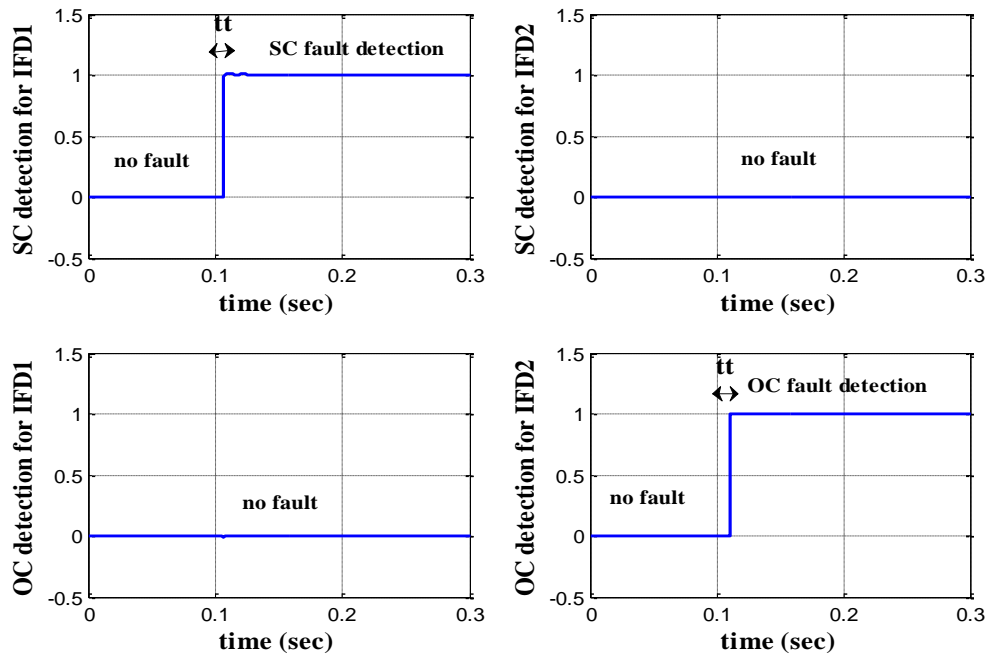 SC detection for IFD1
1.5
1
0.5
0
-0.5
tt
SC fault detection
no fault
0
0.1
0.2
0.3
time (sec)
SC detection for IFD2
1.5
1
0.5
0
-0.5
no fault
0
0.1
0.2
0.3
time (sec)
OC detection for IFD1
1.5
1
0.5
0
-0.5
no fault
0
0.1
0.2
0.3
time (sec)
OC detection for IFD2
1.5
1
0.5
0
-0.5
tt
OC fault detection
no fault
0
0.1
0.2
0.3
time (sec)